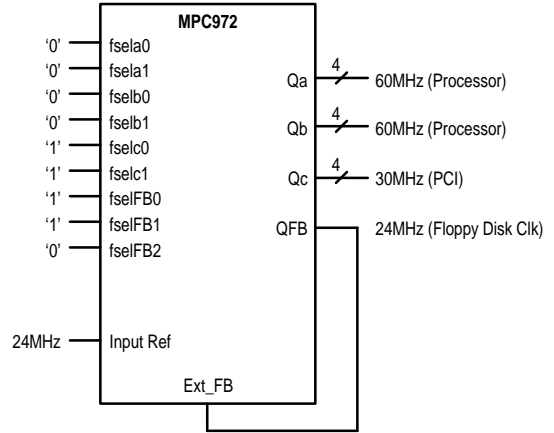 MPC972
‘0’ fsela0
‘0’ fsela1
‘0’ fselb0
‘0’ fselb1
‘1’ fselc0
‘1’ fselc1
‘1’ fselFB0
‘1’ fselFB1
‘0’ fselFB2
24MHz Input Ref
Ext_FB
Qa 4 60MHz (Processor)
Qb 4 60MHz (Processor)
Qc 4 30MHz (PCI)
QFB 24MHz (Floppy Disk Clk)